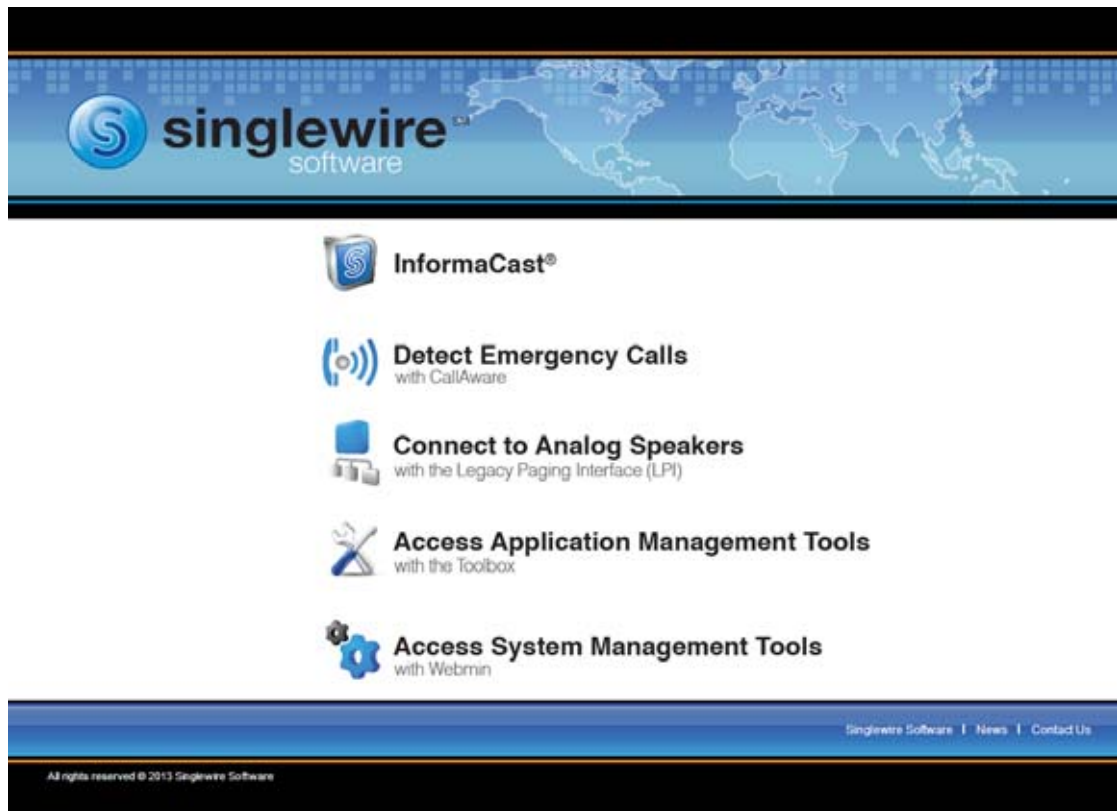 singlewire℠
software
InformaCast®
Detect Emergency Calls
with CallAware
Connect to Analog Speakers
with the Legacy Paging Interface (LPI)
Access Application Management Tools
with the Toolbox
Access System Management Tools
with Webmin
Singlewire Software | News | Contact Us
All rights reserved © 2013 Singlewire Software